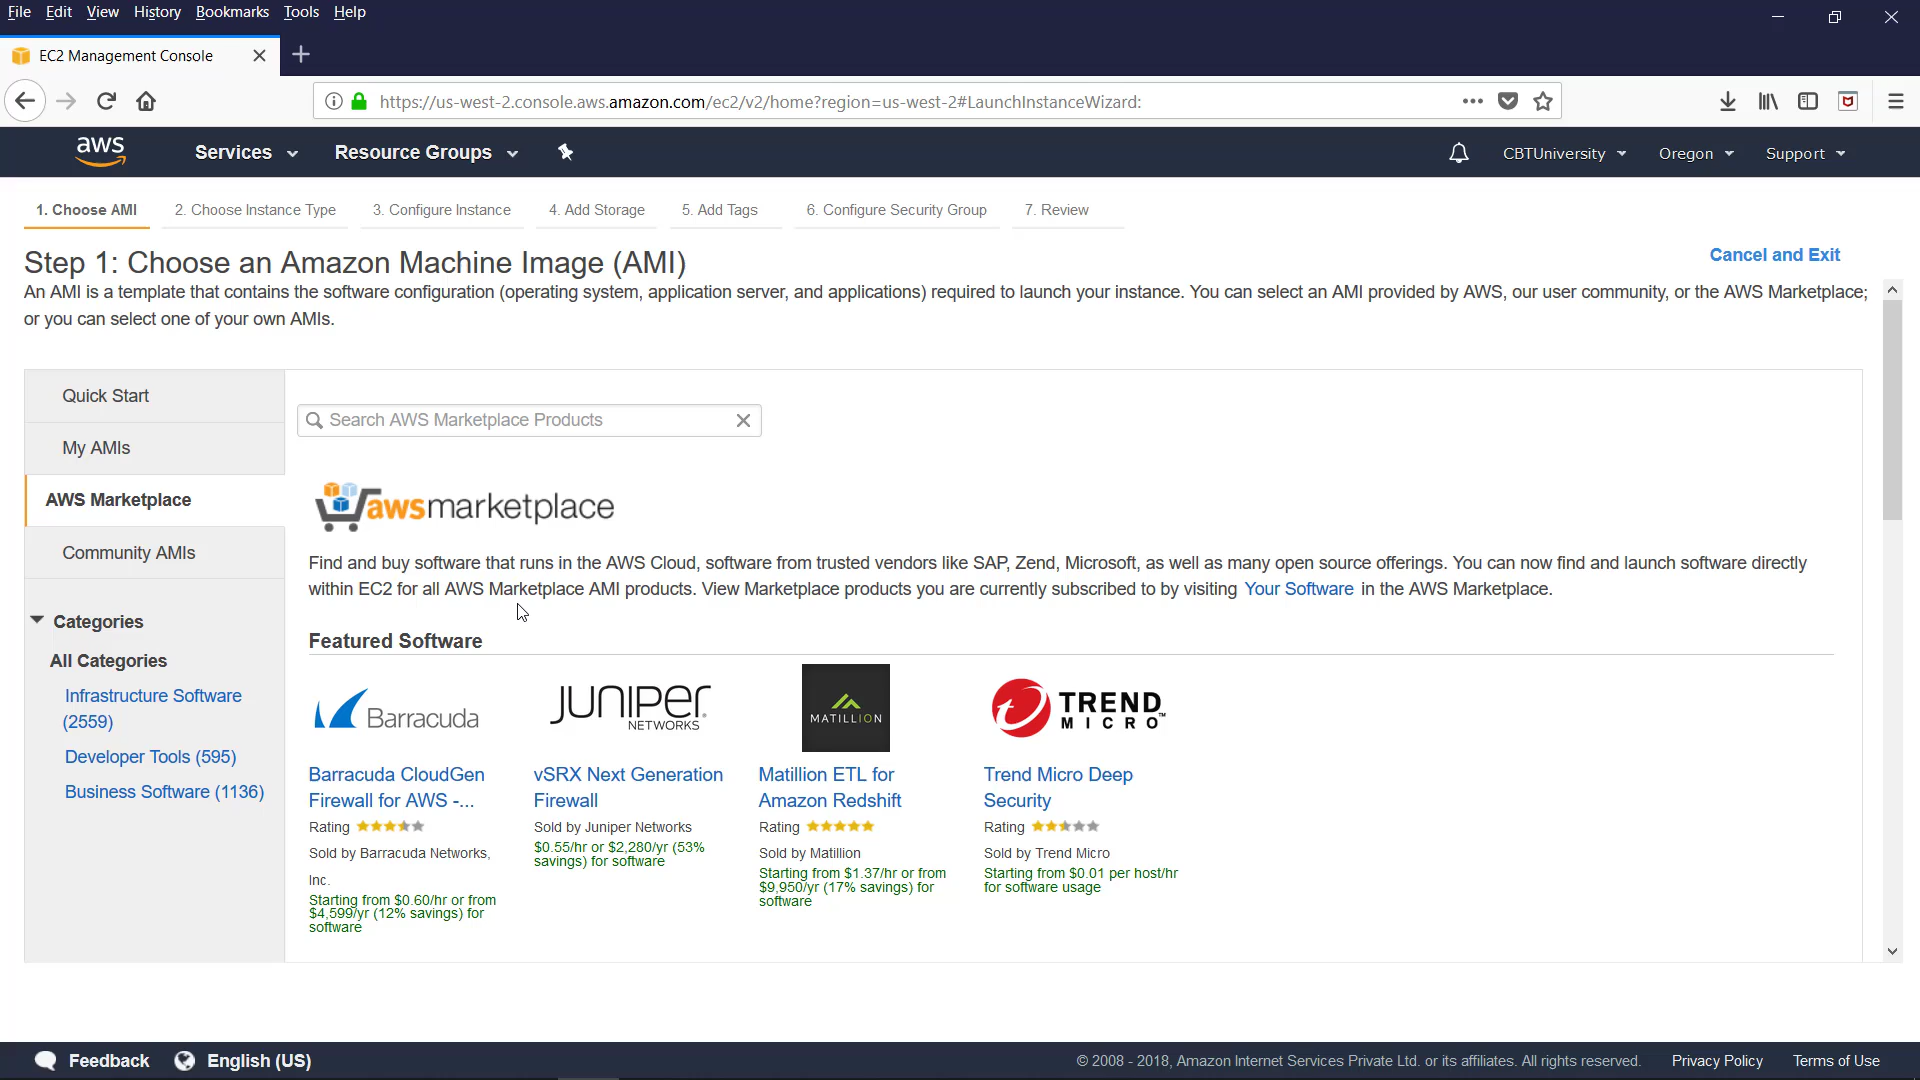 File Edit View History Bookmarks Tools Help
EC2 Management Console
https://us-west-2.console.aws.amazon.com/ec2/v2/home?region=us-west-2#LaunchInstanceWizard:
aws Services Resource Groups CBTUniversity Oregon Support
1. Choose AMI 2. Choose Instance Type 3. Configure Instance 4. Add Storage 5. Add Tags 6. Configure Security Group 7. Review
Step 1: Choose an Amazon Machine Image (AMI)
Cancel and Exit
An AMI is a template that contains the software configuration (operating system, application server, and applications) required to launch your instance. You can select an AMI provided by AWS, our user community, or the AWS Marketplace;
or you can select one of your own AMIs.
Quick Start
My AMIs
AWS Marketplace
Community AMIs
Categories
All Categories
Infrastructure Software
(2559)
Developer Tools (595)
Business Software (1136)
Search AWS Marketplace Products
awsmarketplace
Find and buy software that runs in the AWS Cloud, software from trusted vendors like SAP, Zend, Microsoft, as well as many open source offerings. You can now find and launch software directly
within EC2 for all AWS Marketplace AMI products. View Marketplace products you are currently subscribed to by visiting Your Software in the AWS Marketplace.
Featured Software
Barracuda
Barracuda CloudGen
Firewall for AWS -...
Rating
Sold by Barracuda Networks,
Inc.
Starting from $0.60/hr or from
$4,599/yr (12% savings) for
software
JUNIPER
NETWORKS
vSRX Next Generation
Firewall
Sold by Juniper Networks
$0.55/hr or $2,280/yr (53%
savings) for software
MATILLION
Matillion ETL for
Amazon Redshift
Rating
Sold by Matillion
Starting from $1.37/hr or from
$9,950/yr (17% savings) for
software
TREND
MICRO™
Trend Micro Deep
Security
Rating
Sold by Trend Micro
Starting from $0.01 per host/hr
for software usage
Feedback English (US) © 2008 - 2018, Amazon Internet Services Private Ltd. or its affiliates. All rights reserved. Privacy Policy Terms of Use